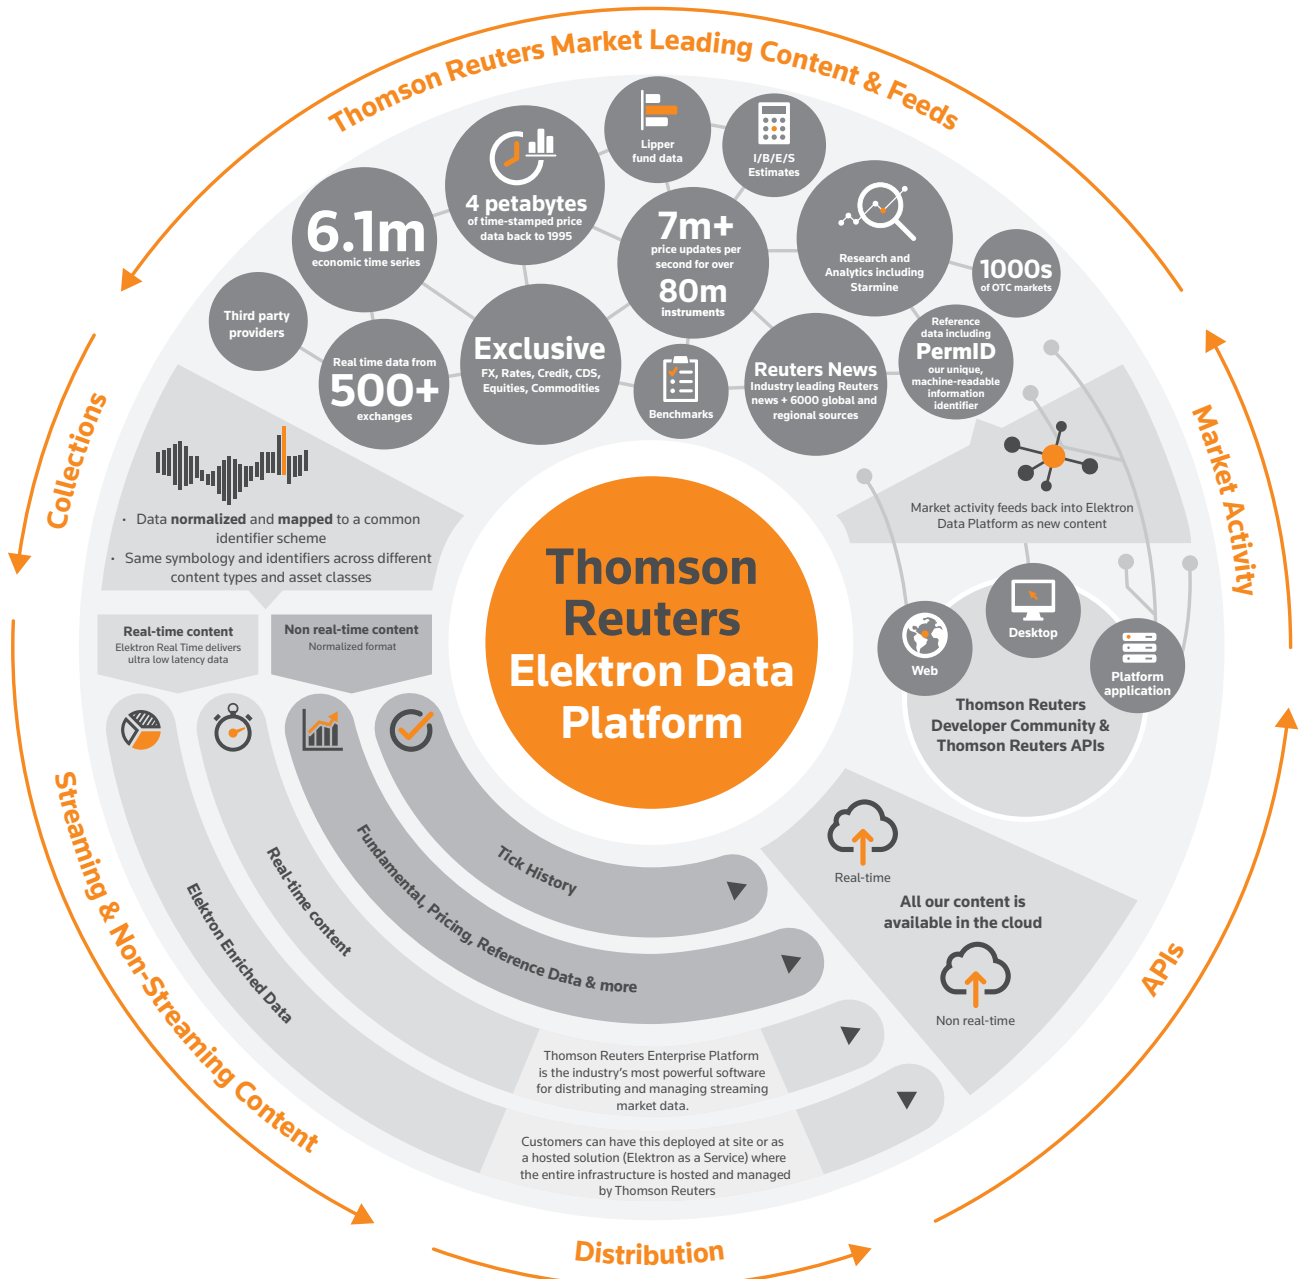 Thomson Reuters Market Leading Content & Feeds
Lipper
fund data
I/B/E/S
Estimates
4 petabytes
of time-stamped price
data back to 1995
6.1m
economic time series
7m+
price updates per
second for over
80m
instruments
Research and
Analytics including
Starmine
1000s
of OTC markets
Third party
providers
Real time data from
500+
exchanges
Exclusive
FX, Rates, Credit, CDS,
Equities, Commodities
Benchmarks
Reuters News
Industry leading Reuters
news + 6000 global and
regional sources
Reference
data including
PermID
our unique,
machine-readable
information
identifier
Collections
· Data normalized and mapped to a common
identifier scheme
· Same symbology and identifiers across different
content types and asset classes
Market activity feeds back into Elektron
Data Platform as new content
Market Activity
Thomson
Reuters
Elektron Data
Platform
Real-time content
Elektron Real Time delivers
ultra low latency data
Non real-time content
Normalized format
Web
Desktop
Platform
application
Thomson Reuters
Developer Community &
Thomson Reuters APIs
Streaming & Non-Streaming Content
Elektron Enriched Data
Real-time content
Fundamental, Pricing, Reference Data & more
Tick History
Real-time
All our content is
available in the cloud
Non real-time
APIs
Thomson Reuters Enterprise Platform
is the industry's most powerful software
for distributing and managing streaming
market data.
Customers can have this deployed at site or as
a hosted solution (Elektron as a Service) where
the entire infrastructure is hosted and managed
by Thomson Reuters
Distribution